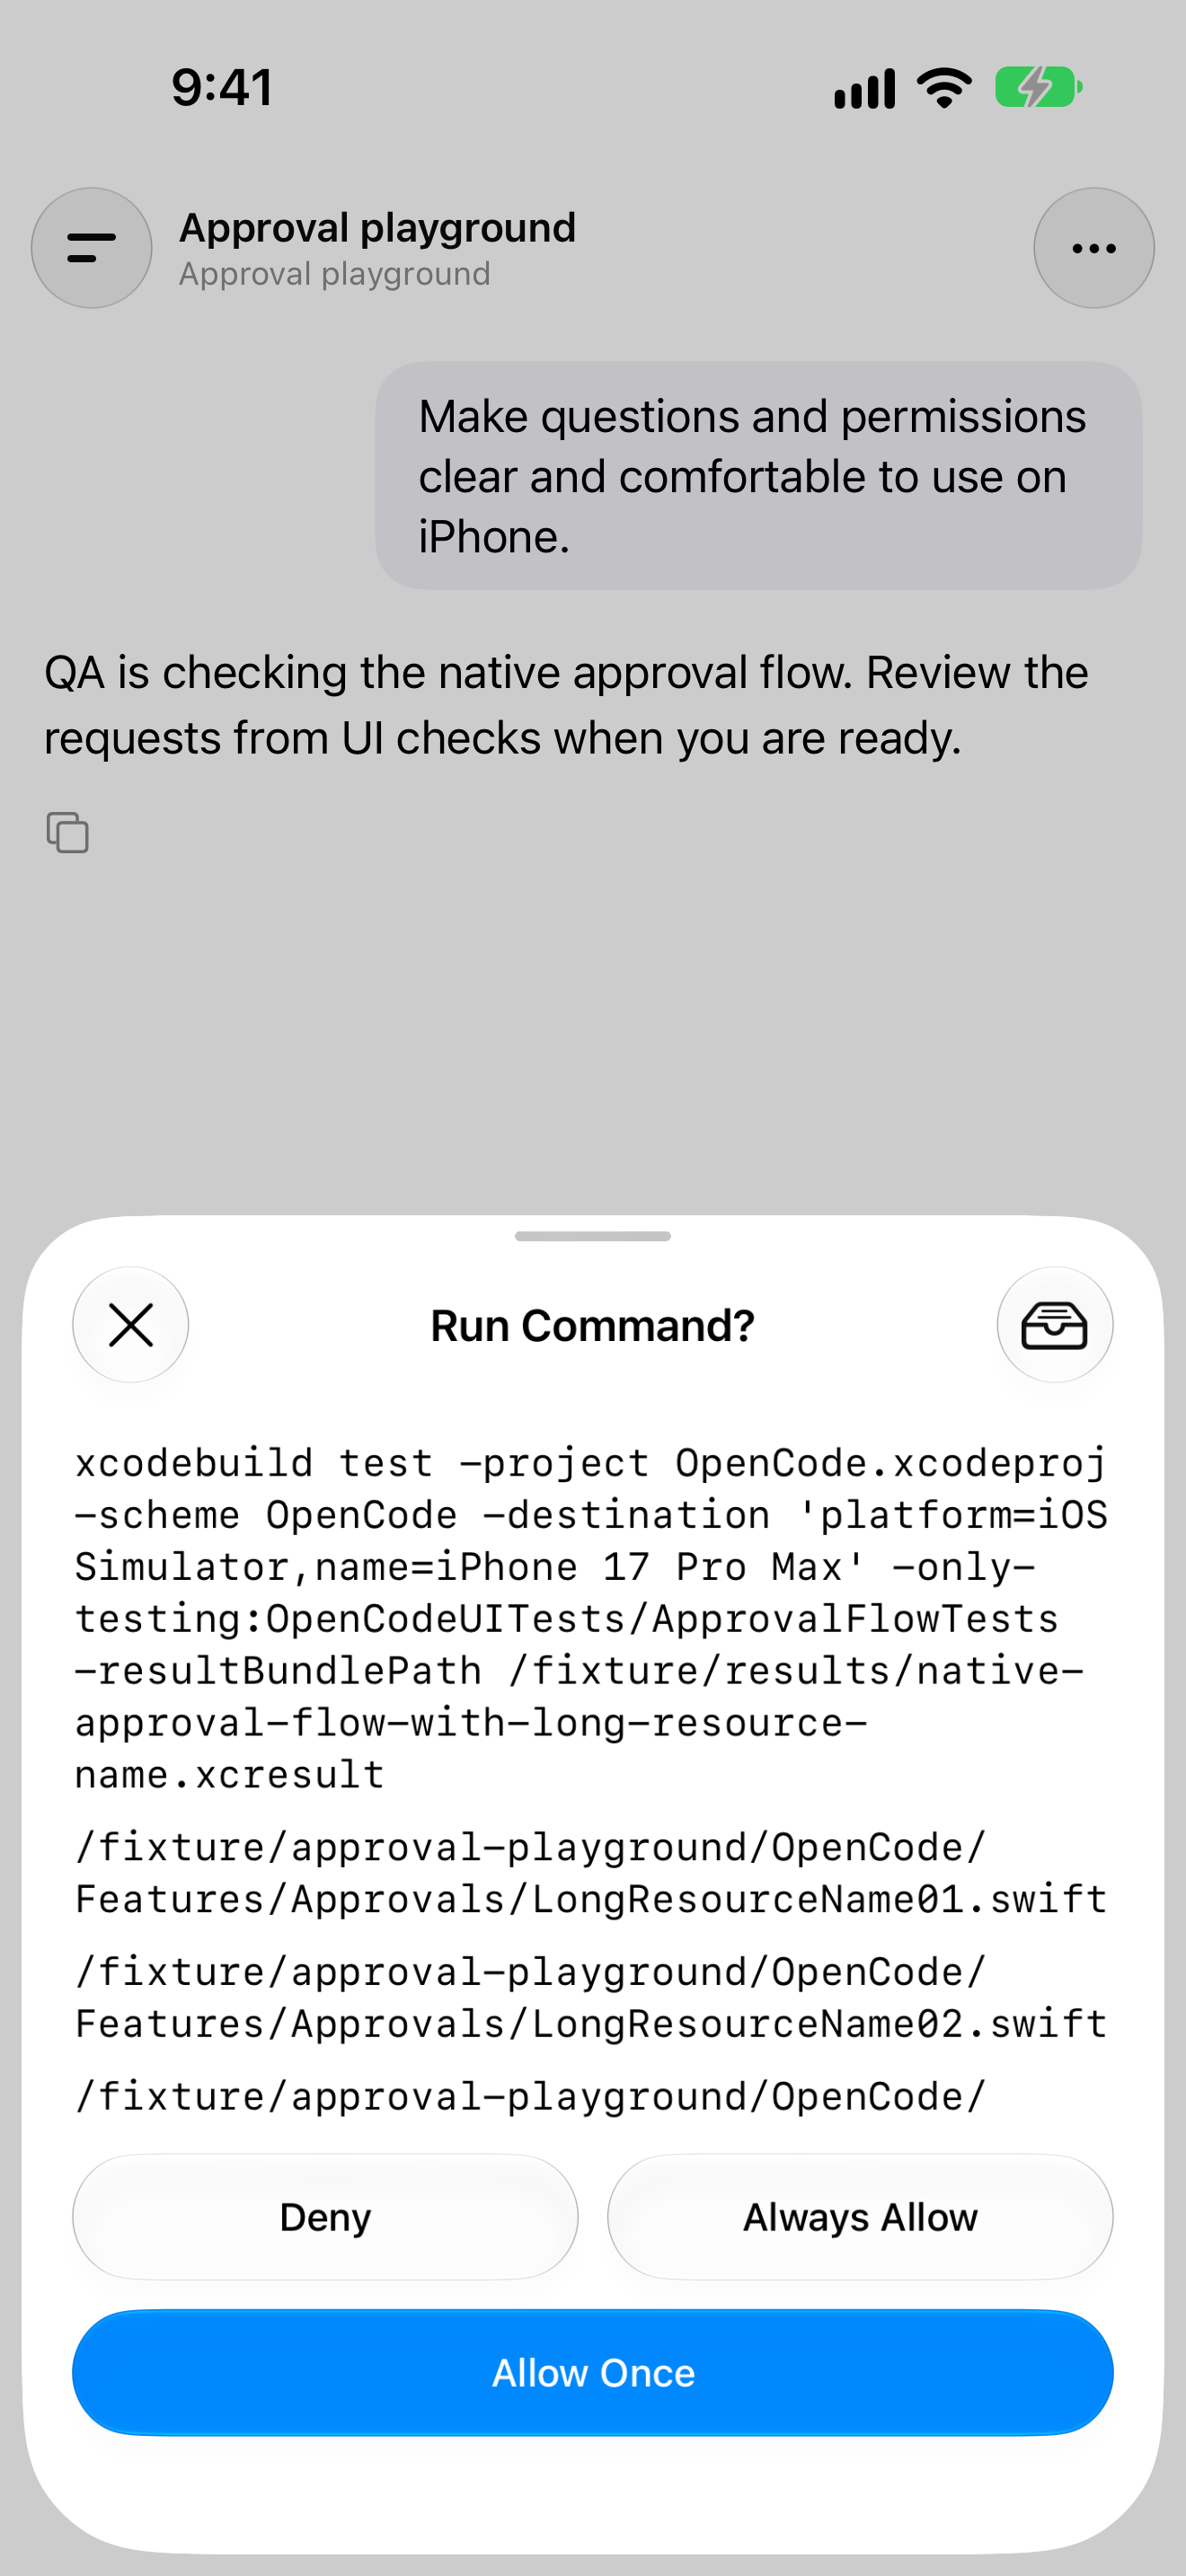 9:41
Approval playground
Approval playground
Make questions and permissions
clear and comfortable to use on
iPhone.
QA is checking the native approval flow. Review the
requests from UI checks when you are ready.
Run Command?
xcodebuild test -project OpenCode.xcodeproj
-scheme OpenCode -destination 'platform=iOS
Simulator,name=iPhone 17 Pro Max' -only-
testing:OpenCodeUITests/ApprovalFlowTests
-resultBundlePath /fixture/results/native-
approval-flow-with-long-resource-
name.xcresult
/fixture/approval-playground/OpenCode/
Features/Approvals/LongResourceName01.swift
/fixture/approval-playground/OpenCode/
Features/Approvals/LongResourceName02.swift
/fixture/approval-playground/OpenCode/
Deny
Always Allow
Allow Once